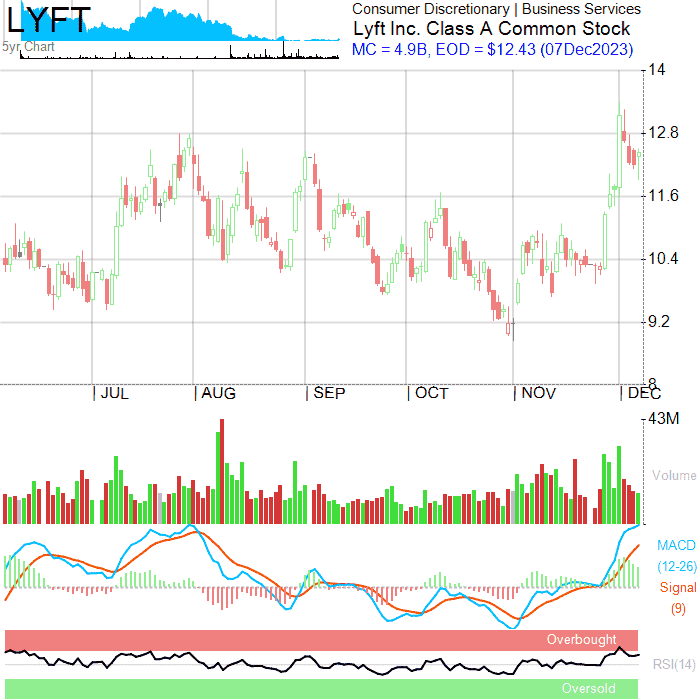 LYFT
5yr Chart
Consumer Discretionary | Business Services
Lyft Inc. Class A Common Stock
MC = 4.9B, EOD = $12.43 (07Dec2023)
14
12.8
11.6
10.4
9.2
8
JUL AUG SEP OCT NOV DEC
43M
Volume
MACD
(12-26)
Signal
(9)
Overbought
RSI(14)
Oversold